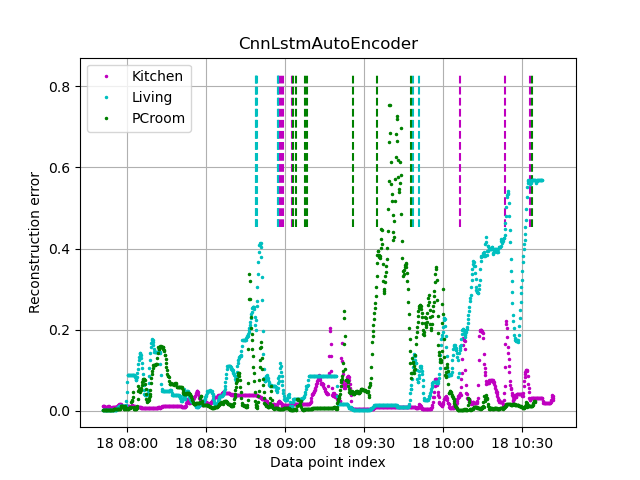 CnnLstmAutoEncoder
Kitchen
Living
PCroom
Reconstruction error
0.8
0.6
0.4
0.2
0.0
18 08:00 18 08:30 18 09:00 18 09:30 18 10:00 18 10:30
Data point index